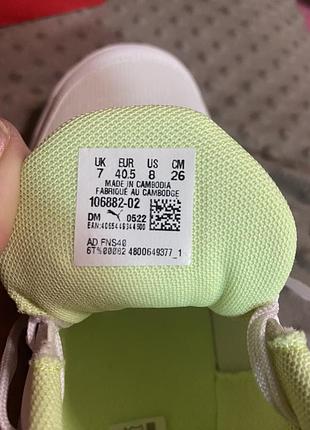 UK EUR US CM
7 40.5 8 26
MADE IN CAMBODIA
FABRIQUÉ AU CAMBODGE
106882-02
DM 0522
AD FNS40